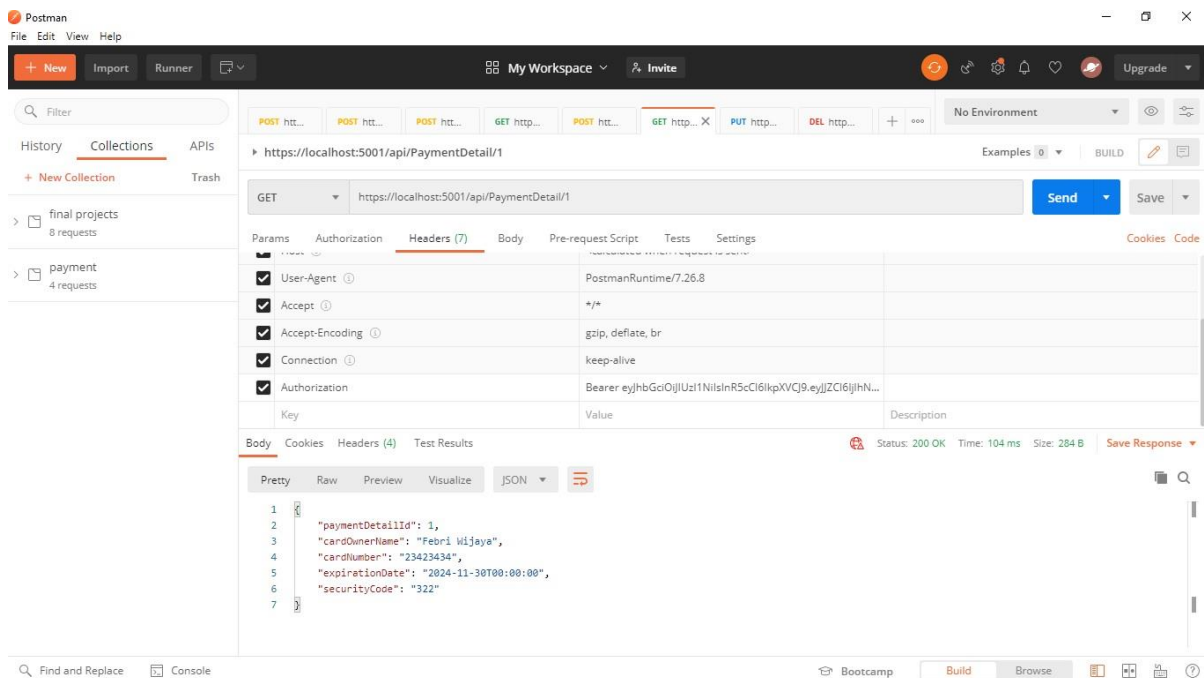 Postman
File Edit View Help
+ New Import Runner My Workspace Invite Upgrade
Filter
History Collections APIs
+ New Collection Trash
final projects
8 requests
payment
4 requests
POST htt... POST htt... POST htt... GET http... POST htt... GET http... X PUT http... DEL http... + ooo No Environment
https://localhost:5001/api/PaymentDetail/1 Examples 0 BUILD
GET https://localhost:5001/api/PaymentDetail/1 Send Save
Params Authorization Headers (7) Body Pre-request Script Tests Settings Cookies Code
User-Agent PostmanRuntime/7.26.8
Accept */*
Accept-Encoding gzip, deflate, br
Connection keep-alive
Authorization Bearer
Key Value Description
Body Cookies Headers (4) Test Results Status: 200 OK Time: 104 ms Size: 284 B Save Response
Pretty Raw Preview Visualize JSON
1 {
2 "paymentDetailId": 1,
3 "cardOwnerName": "Febri Wijaya",
4 "cardNumber": "23423434",
5 "expirationDate": "2024-11-30T00:00:00",
6 "securityCode": "322"
7 }
Find and Replace Console Bootcamp Build Browse